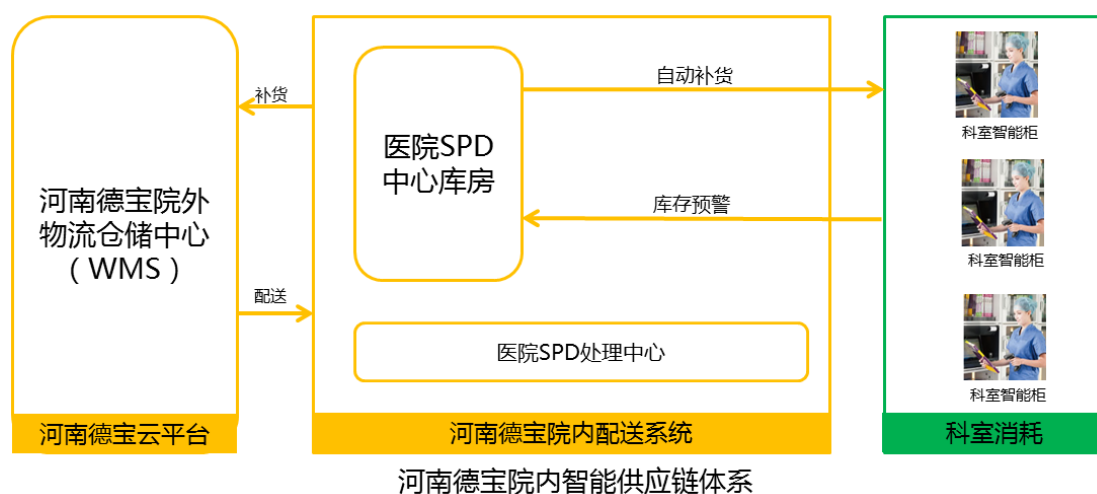 补货
河南德宝院外
物流仓储中心
（WMS）
配送
河南德宝云平台
医院SPD
中心库房
医院SPD处理中心
河南德宝院内配送系统
自动补货
库存预警
科室智能柜
科室智能柜
科室智能柜
科室消耗
河南德宝院内智能供应链体系